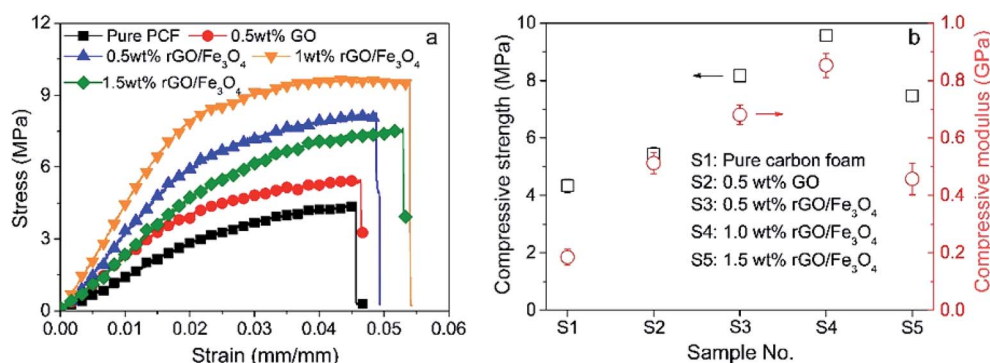 12
9
6
3
0
0.00 0.01 0.02 0.03 0.04 0.05 0.06
Stress (MPa)
Strain (mm/mm)
a
Pure PCF 0.5wt% GO
0.5wt% rGO/Fe₃O₄ 1wt% rGO/Fe₃O₄
1.5wt% rGO/Fe₃O₄
10
8
6
4
2
0
Compressive strength (MPa)
b
S1: Pure carbon foam
S2: 0.5 wt% GO
S3: 0.5 wt% rGO/Fe₃O₄
S4: 1.0 wt% rGO/Fe₃O₄
S5: 1.5 wt% rGO/Fe₃O₄
S1 S2 S3 S4 S5
Sample No.
1.0
0.8
0.6
0.4
0.2
0.0
Compressive modulus (GPa)